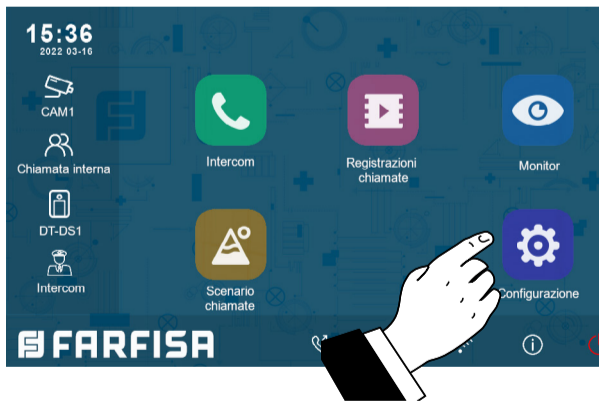 15:36
2022 03-16
CAM1
Chiamata interna
DT-DS1
Intercom
Intercom
Registrazioni
chiamate
Monitor
Scenario
chiamate
Configurazione
FARFISA